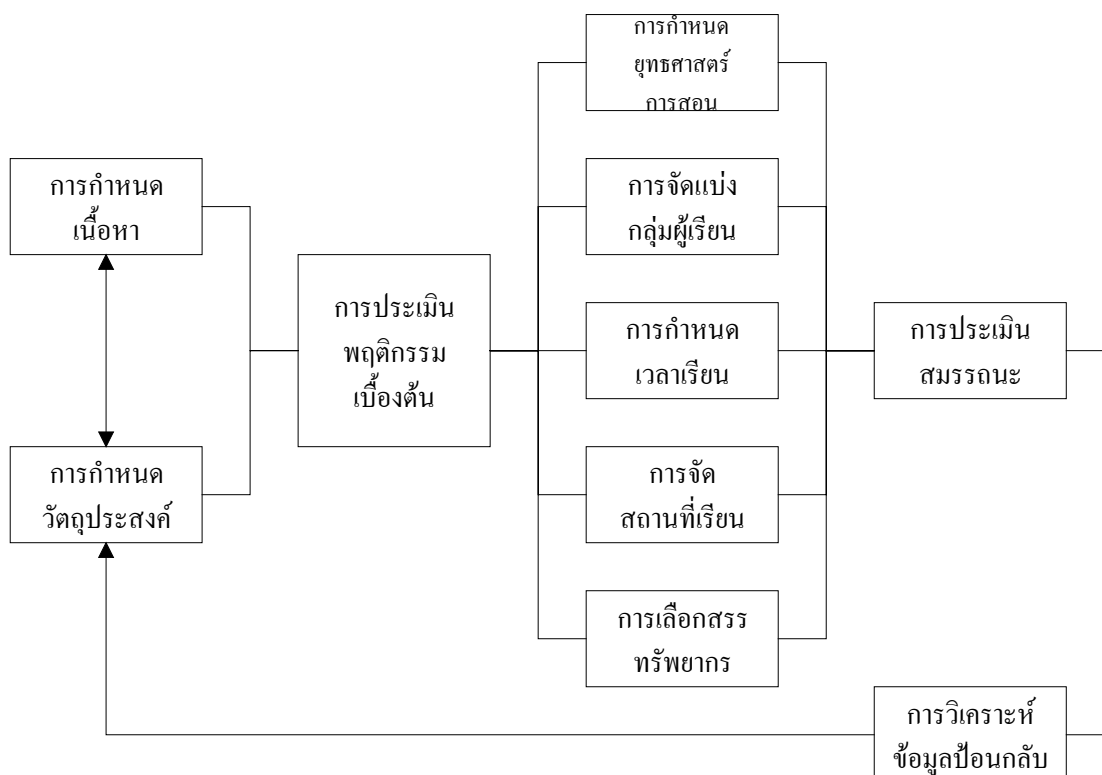 การกำหนด
เนื้อหา
การกำหนด
วัตถุประสงค์
การประเมิน
พฤติกรรม
เบื้องต้น
การกำหนด
ยุทธศาสตร์
การสอน
การจัดแบ่ง
กลุ่มผู้เรียน
การกำหนด
เวลาเรียน
การจัด
สถานที่เรียน
การเลือกสรร
ทรัพยากร
การประเมิน
สมรรถนะ
การวิเคราะห์
ข้อมูลป้อนกลับ